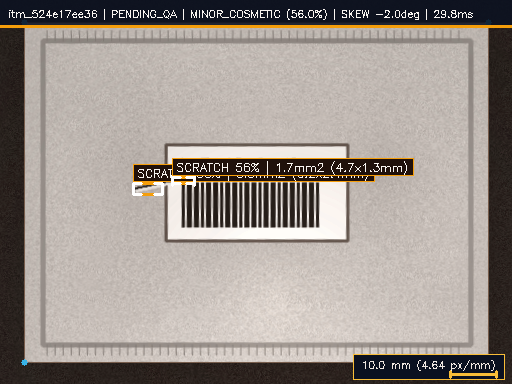 itm_524e17ee36 | PENDING_QA | MINOR_COSMETIC (56.0%) | SKEW -2.0deg | 29.8ms
SCRATCH 56% | 1.7mm2 (4.7x1.3mm)
10.0 mm (4.64 px/mm)